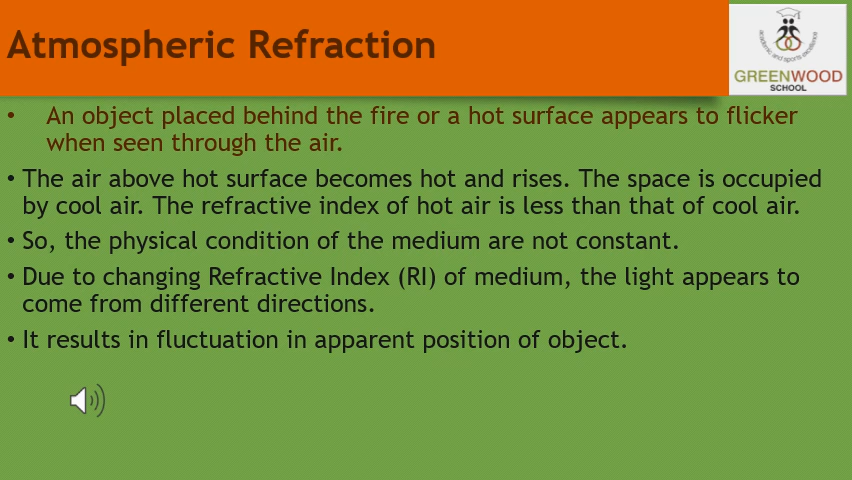 Atmospheric Refraction
academic and sports excellence
GREENWOOD
SCHOOL
• An object placed behind the fire or a hot surface appears to flicker
when seen through the air.
• The air above hot surface becomes hot and rises. The space is occupied
by cool air. The refractive index of hot air is less than that of cool air.
• So, the physical condition of the medium are not constant.
• Due to changing Refractive Index (RI) of medium, the light appears to
come from different directions.
• It results in fluctuation in apparent position of object.